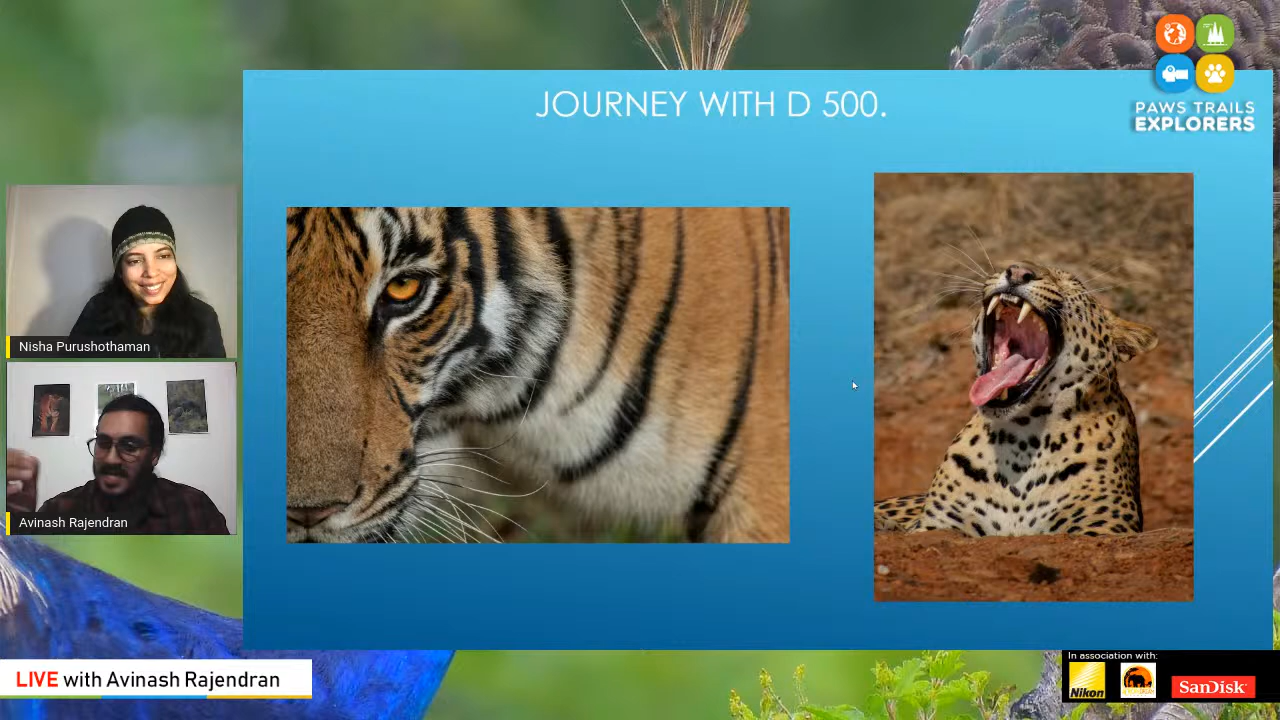 JOURNEY WITH D 500.
PAWS TRAILS
EXPLORERS
Nisha Purushothaman
Avinash Rajendran
LIVE with Avinash Rajendran
In association with:
Nikon
SanDisk